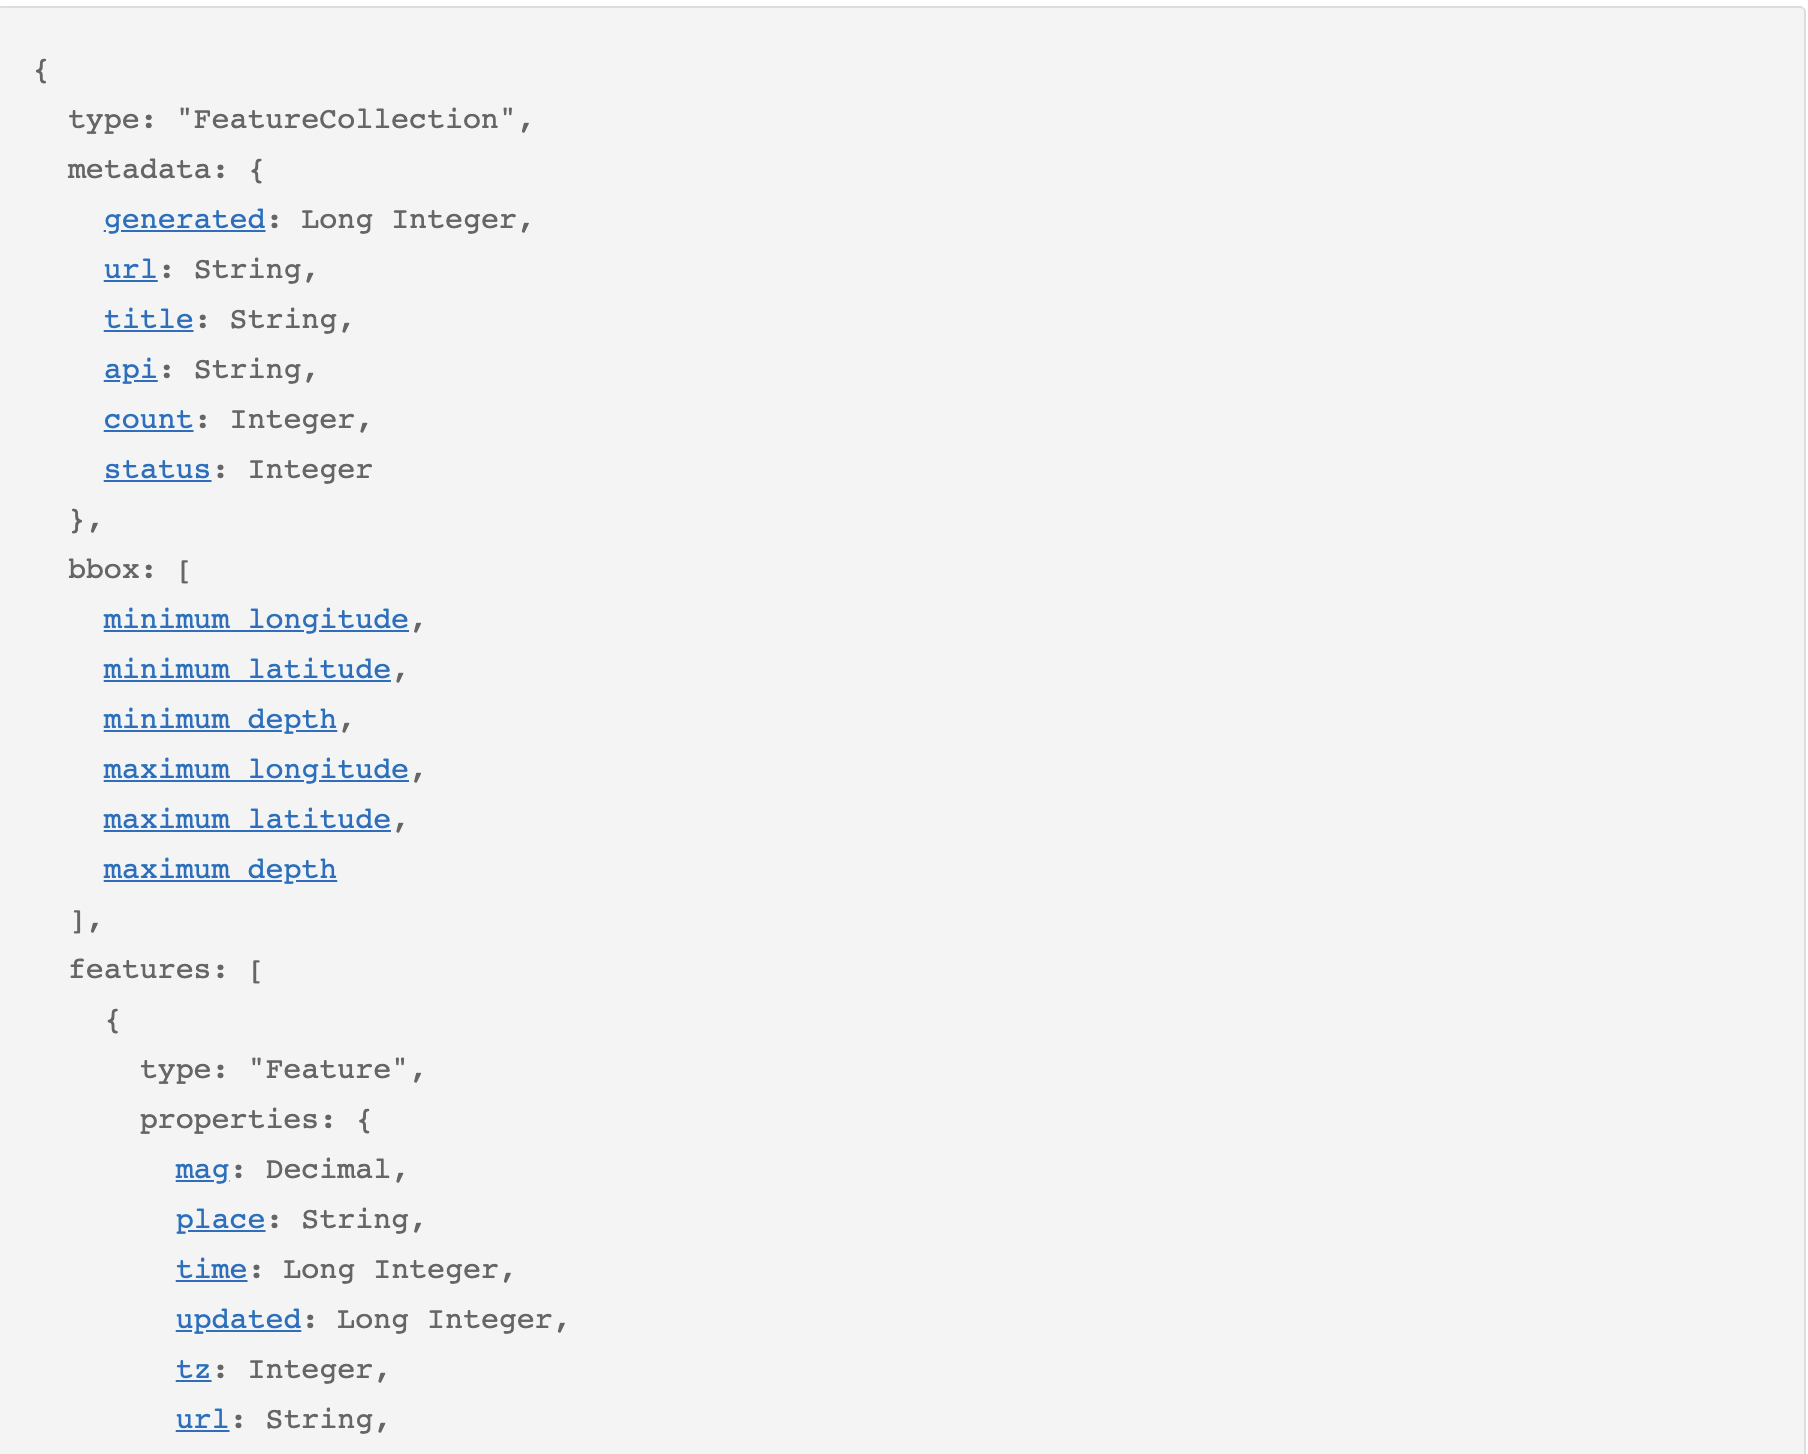 {
  type: "FeatureCollection",
  metadata: {
    generated: Long Integer,
    url: String,
    title: String,
    api: String,
    count: Integer,
    status: Integer
  },
  bbox: [
    minimum longitude,
    minimum latitude,
    minimum depth,
    maximum longitude,
    maximum latitude,
    maximum depth
  ],
  features: [
    {
      type: "Feature",
      properties: {
        mag: Decimal,
        place: String,
        time: Long Integer,
        updated: Long Integer,
        tz: Integer,
        url: String,